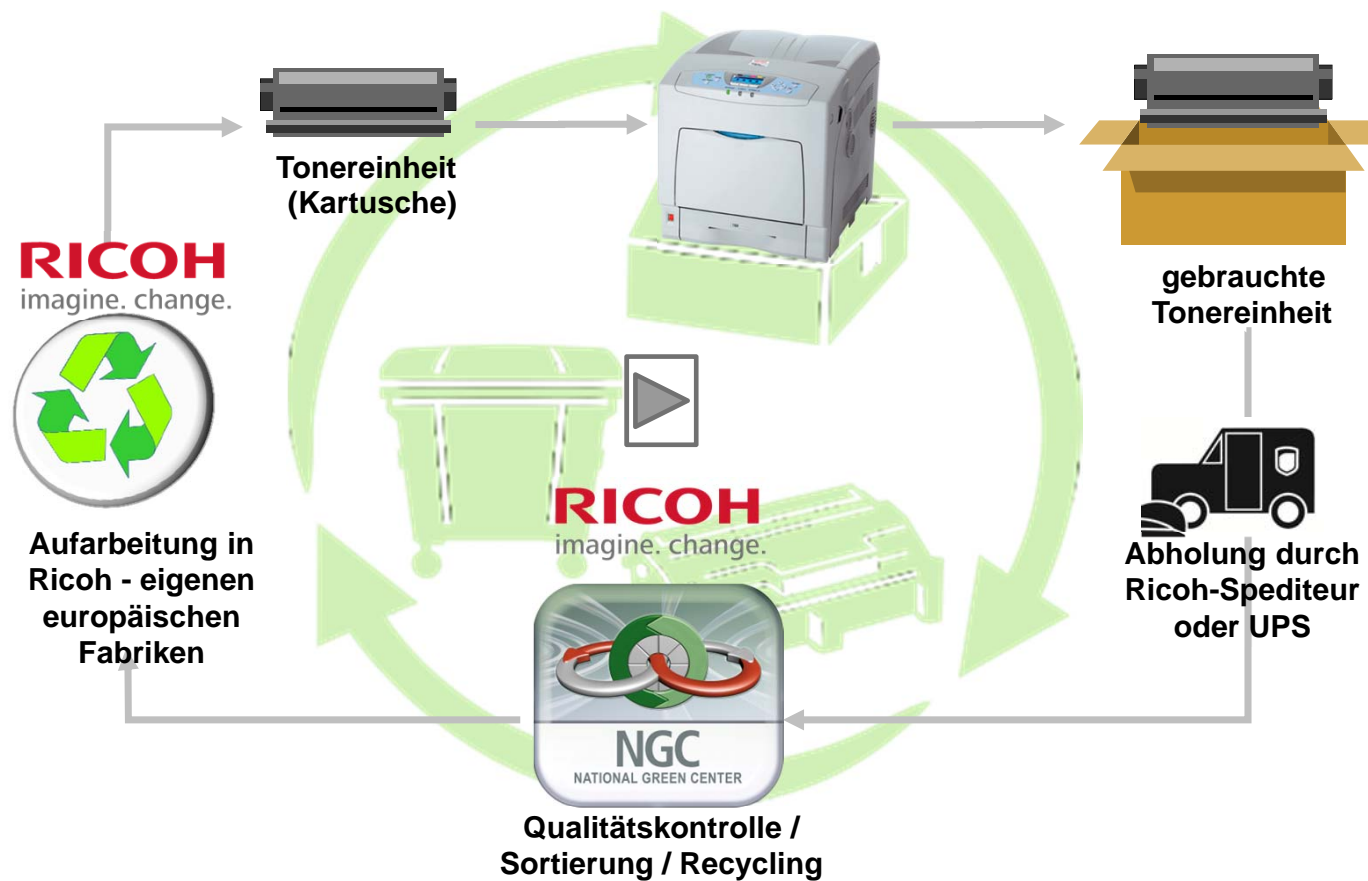 Tonereinheit
(Kartusche)
RICOH
imagine. change.
gebrauchte
Tonereinheit
Aufarbeitung in
Ricoh - eigenen
europäischen
Fabriken
RICOH
imagine. change.
Abholung durch
Ricoh-Spediteur
oder UPS
NGC
NATIONAL GREEN CENTER
Qualitätskontrolle /
Sortierung / Recycling